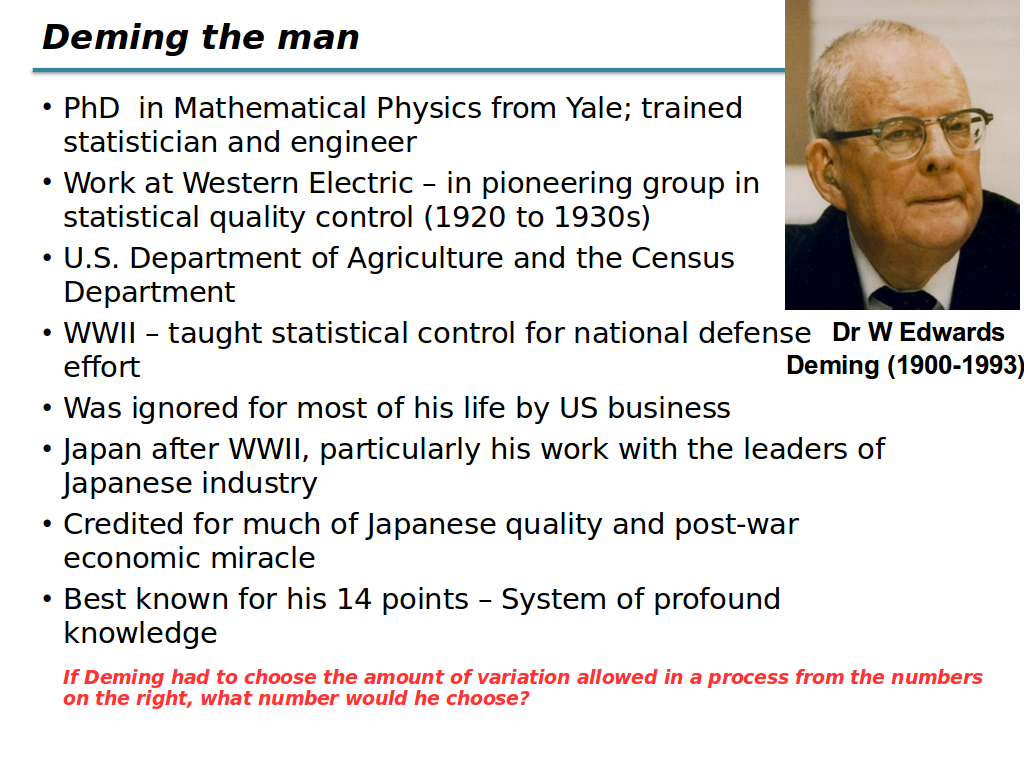 Deming the man
• PhD  in Mathematical Physics from Yale; trained
statistician and engineer
• Work at Western Electric – in pioneering group in
statistical quality control (1920 to 1930s)
• U.S. Department of Agriculture and the Census
Department
• WWII – taught statistical control for national defense
effort
• Was ignored for most of his life by US business
• Japan after WWII, particularly his work with the leaders of
Japanese industry
• Credited for much of Japanese quality and post-war
economic miracle
• Best known for his 14 points – System of profound
knowledge
If Deming had to choose the amount of variation allowed in a process from the numbers
on the right, what number would he choose?
Dr W Edwards
Deming (1900-1993)